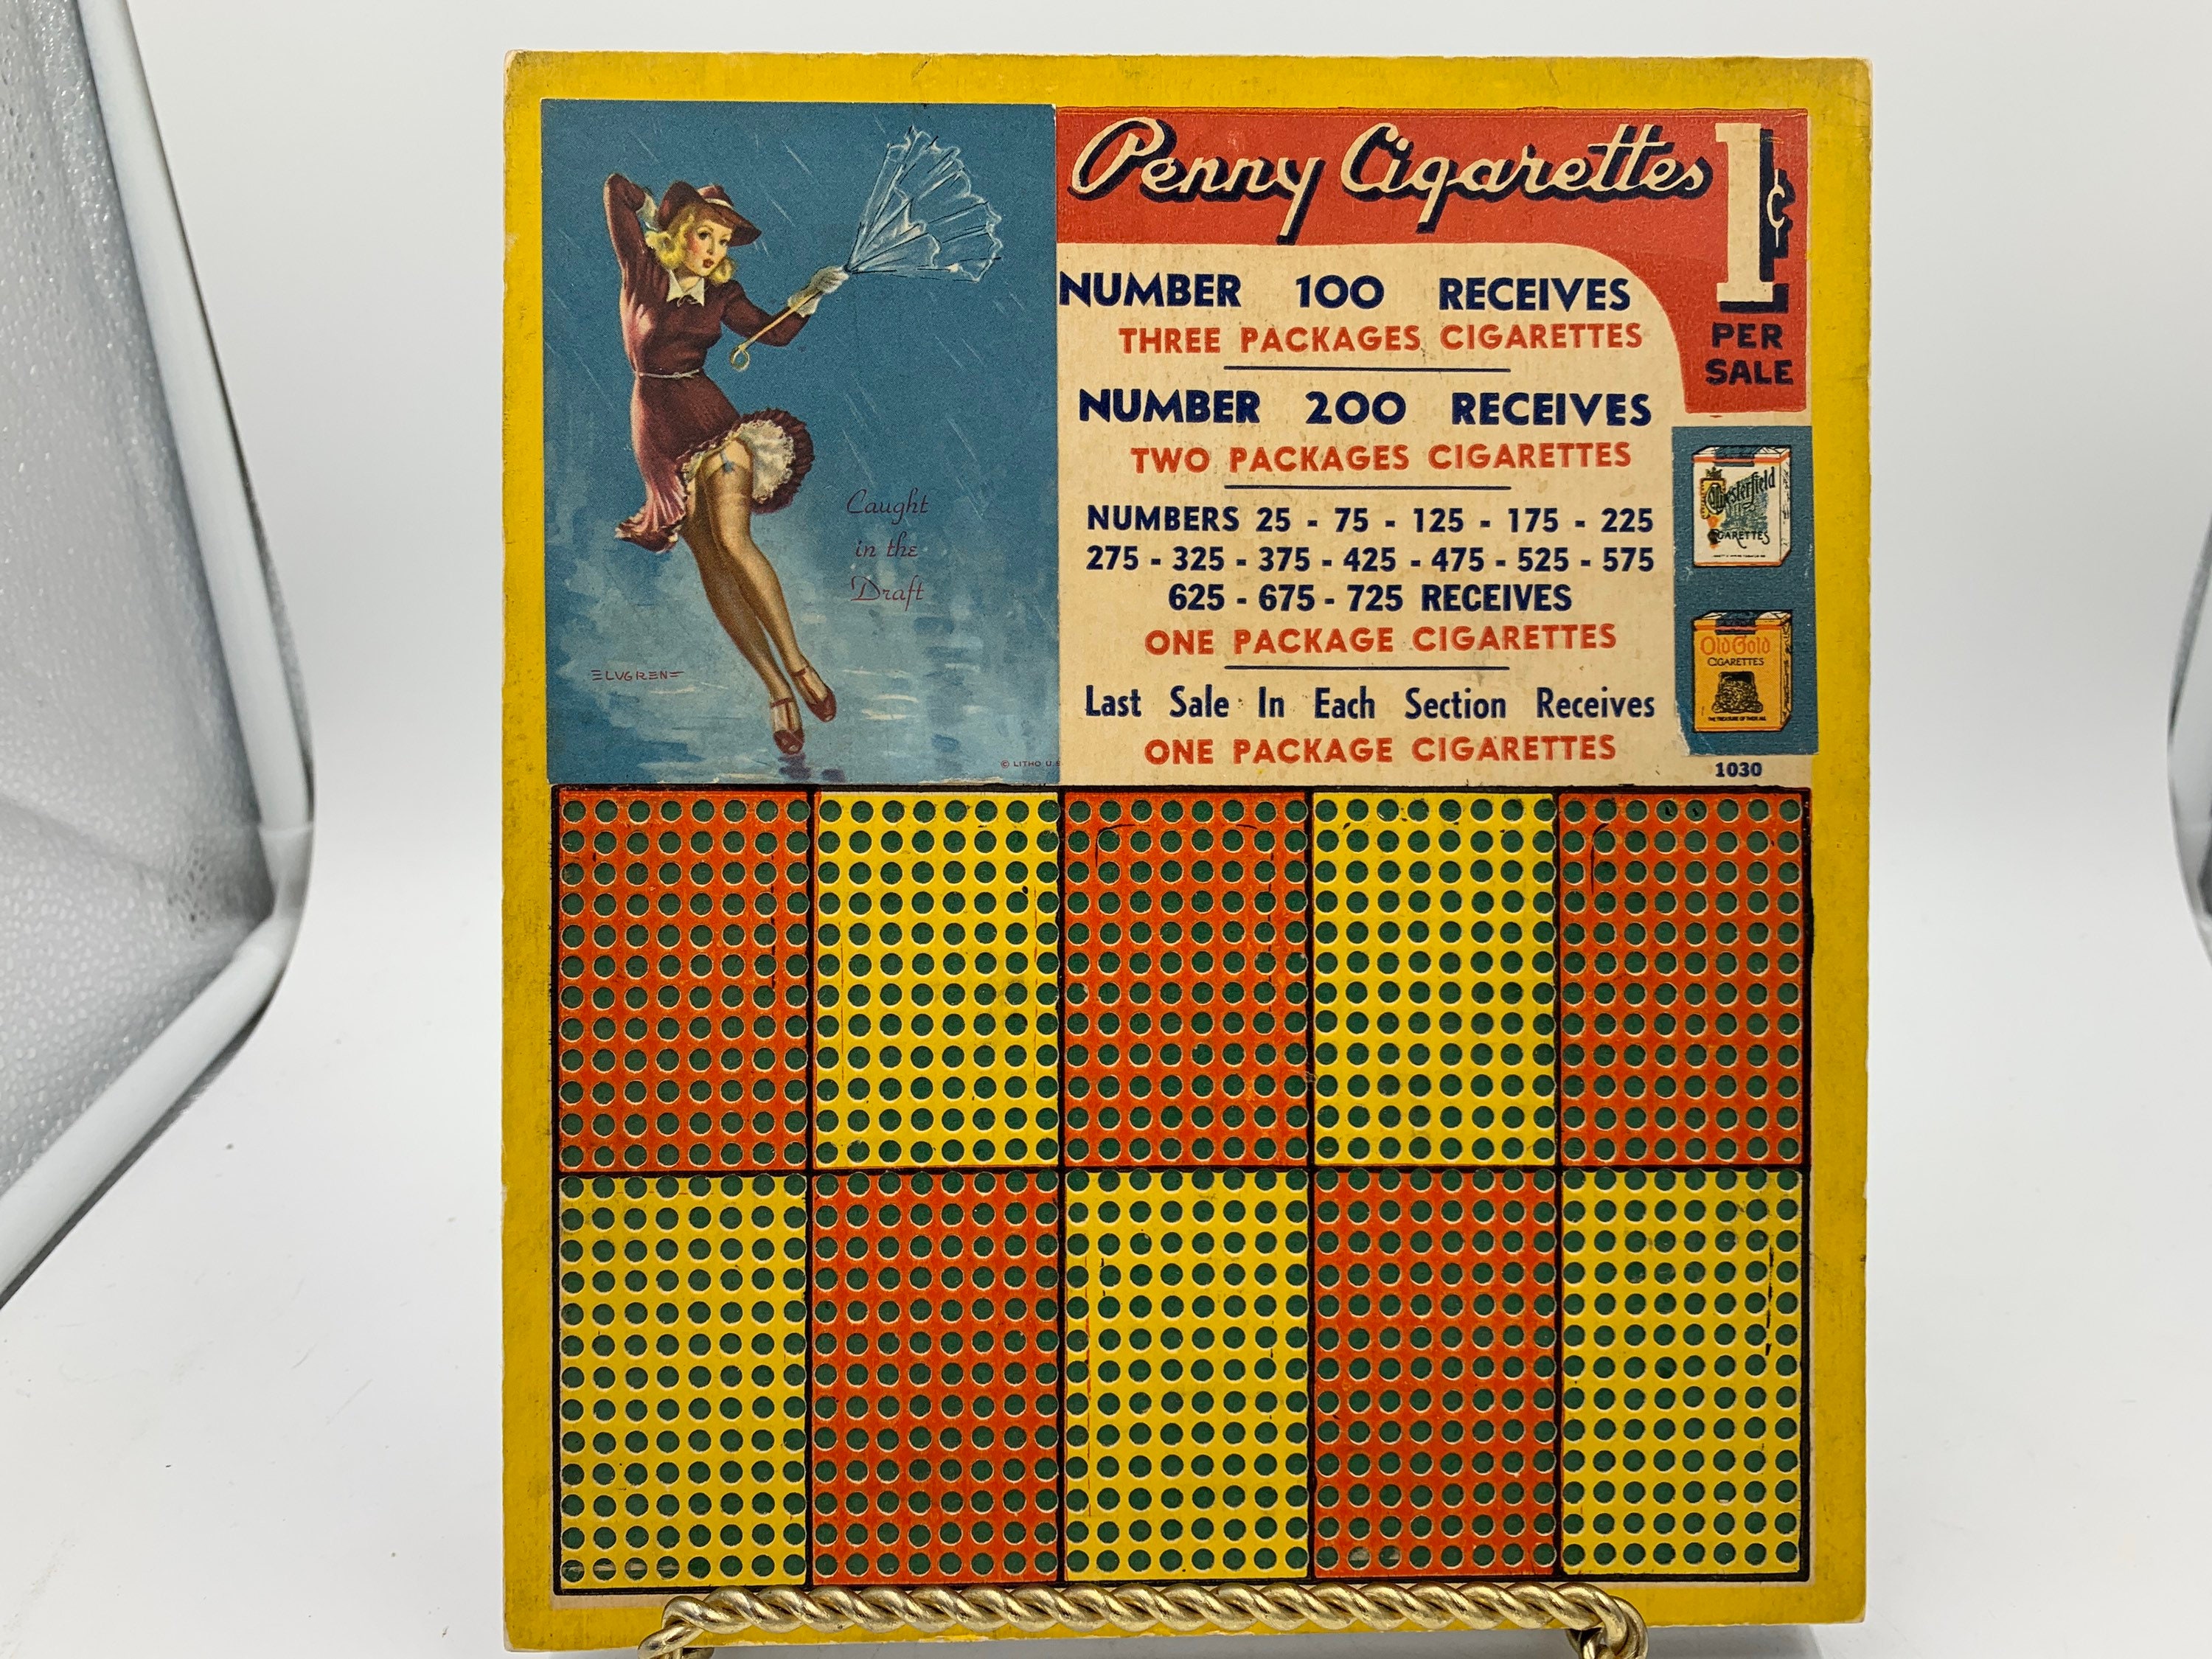 Penny Cigarettes 1¢
PER
SALE
NUMBER 100 RECEIVES
THREE PACKAGES CIGARETTES
NUMBER 200 RECEIVES
TWO PACKAGES CIGARETTES
NUMBERS 25 - 75 - 125 - 175 - 225
275 - 325 - 375 - 425 - 475 - 525 - 575
625 - 675 - 725 RECEIVES
ONE PACKAGE CIGARETTES
Last Sale In Each Section Receives
ONE PACKAGE CIGARETTES
Caught
in the
Draft
ELVGREN
© LITHO U.S
Chesterfield
CIGARETTES
Old Gold
CIGARETTES
1030